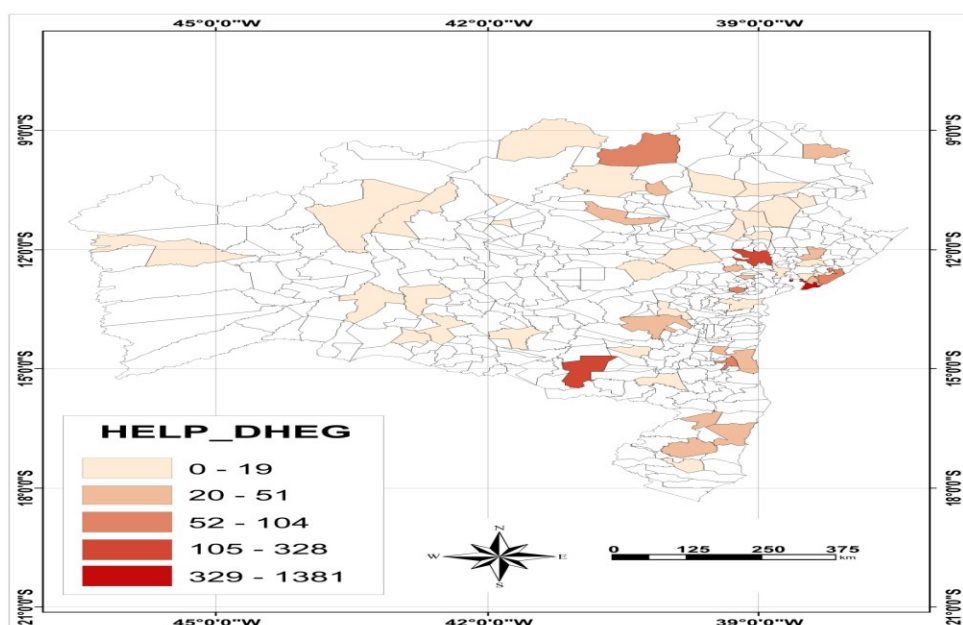 45°0'0"W 42°0'0"W 39°0'0"W
9°0'0"S 9°0'0"S
12°0'0"S 12°0'0"S
15°0'0"S 15°0'0"S
HELP_DHEG
0 - 19
20 - 51
52 - 104
105 - 328
329 - 1381
18°0'0"S 18°0'0"S
N
W E
S
0 125 250 375
km
21°0'0"S 21°0'0"S
45°0'0"W 42°0'0"W 39°0'0"W